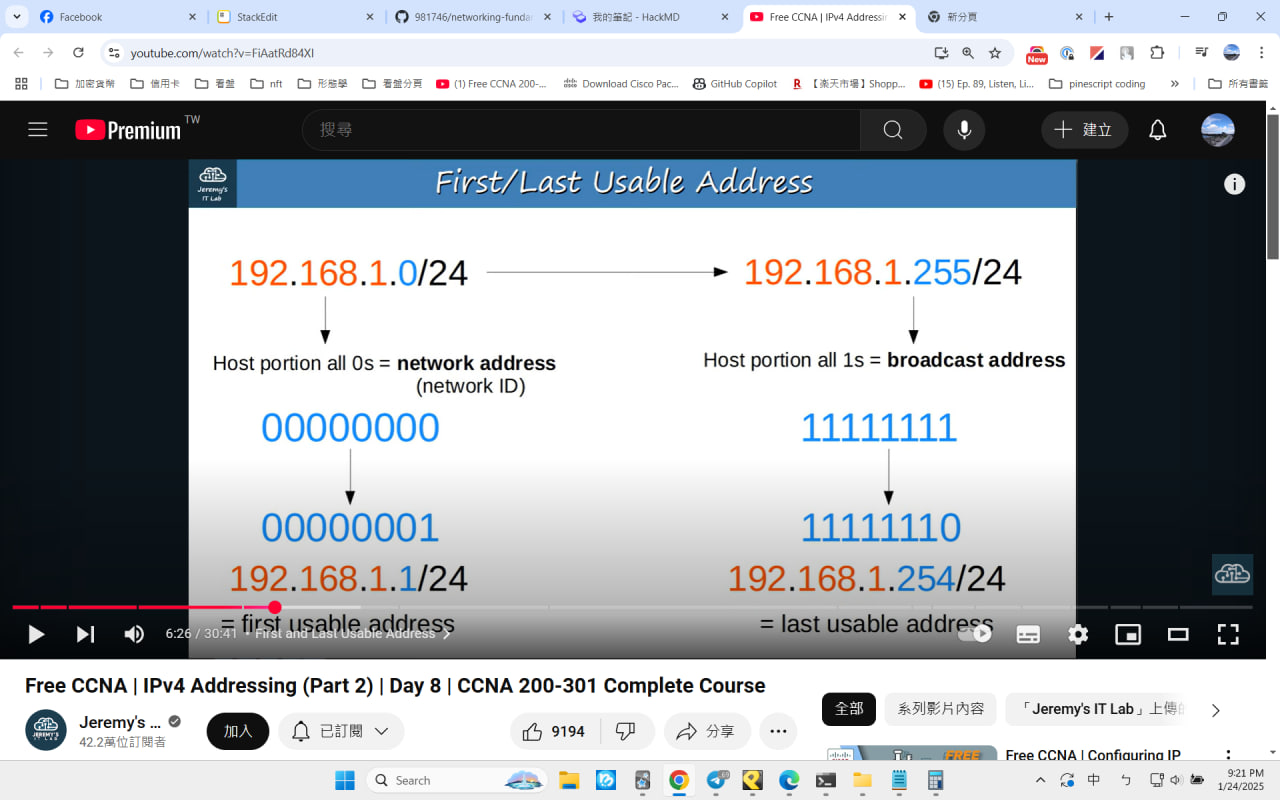 Facebook
StackEdit
981746/networking-funda
我的筆記 - HackMD
Free CCNA | IPv4 Addressin
新分頁
youtube.com/watch?v=FiAatRd84XI
New
加密貨幣
信用卡
看盤
nft
形態學
看盤分頁
(1) Free CCNA 200-...
Download Cisco Pac...
GitHub Copilot
【楽天市場】Shopp...
(15) Ep. 89, Listen, Li...
pinescript coding
所有書籤
Premium TW
搜尋
建立
Jeremy's
IT Lab
First/Last Usable Address
192.168.1.0/24
192.168.1.255/24
Host portion all 0s = network address
(network ID)
Host portion all 1s = broadcast address
00000000
11111111
00000001
11111110
192.168.1.1/24
192.168.1.254/24
= first usable address
= last usable address
6:26 / 30:41 • First and Last Usable Address
Free CCNA | IPv4 Addressing (Part 2) | Day 8 | CCNA 200-301 Complete Course
Jeremy's ...
42.2萬位訂閱者
加入
已訂閱
9194
分享
全部
系列影片內容
「Jeremy's IT Lab」上傳的
FREE
Free CCNA | Configuring IP
Search
中
ㄅ
9:21 PM
1/24/2025